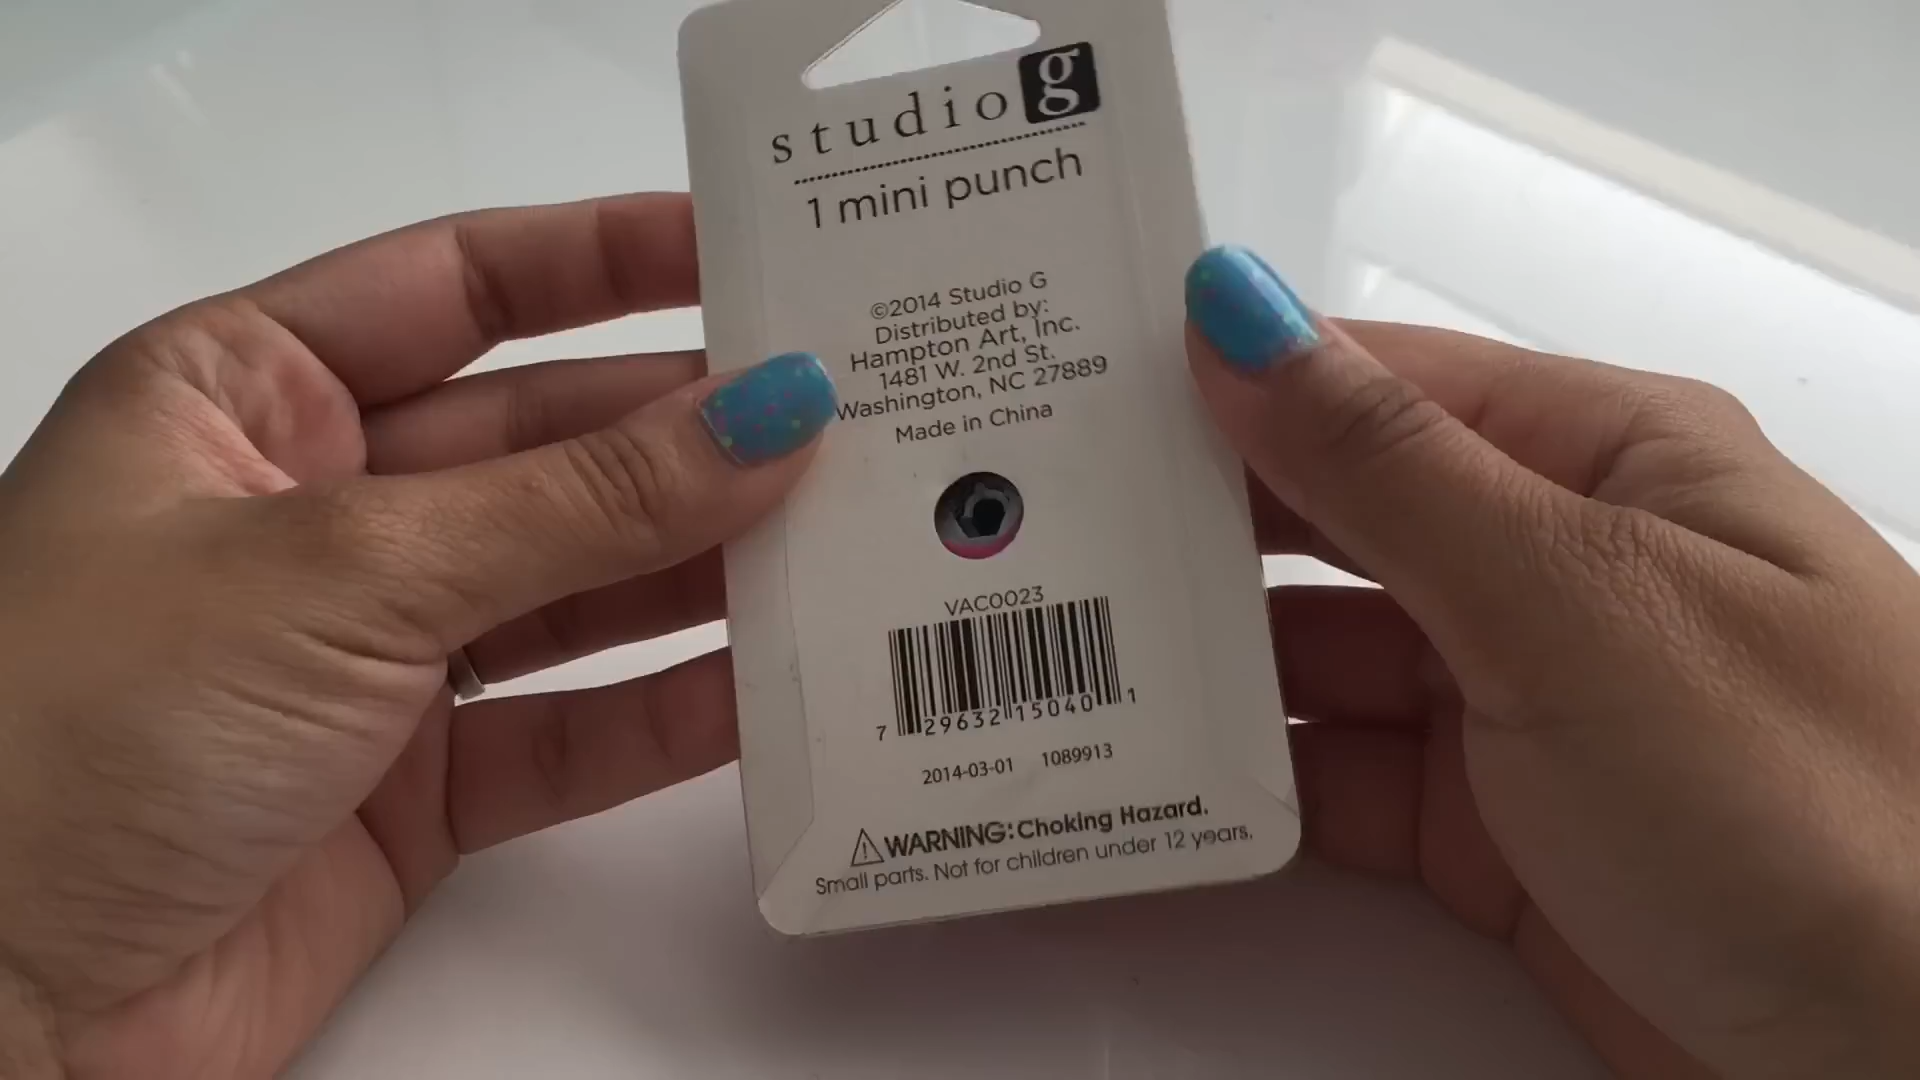 studio g
1 mini punch
©2014 Studio G
Distributed by:
Hampton Art, Inc.
1481 W. 2nd St.
Washington, NC 27889
Made in China
VAC0023
7 29632 15040 1
2014-03-01 1089913
WARNING: Choking Hazard.
Small parts. Not for children under 12 years.